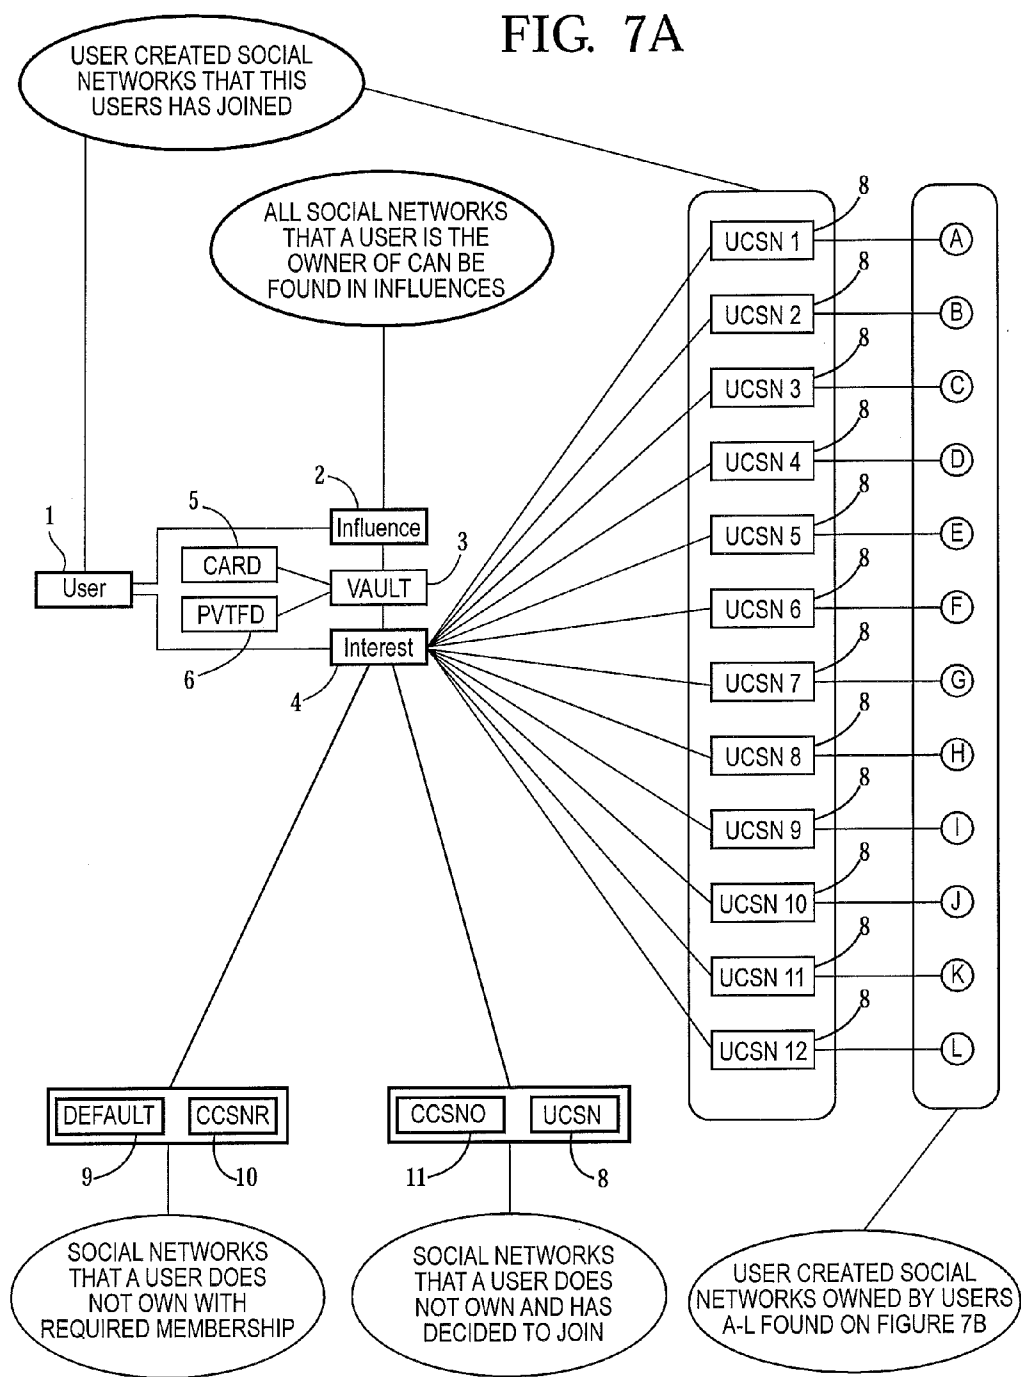 FIG. 7A
USER CREATED SOCIAL
NETWORKS THAT THIS
USERS HAS JOINED
ALL SOCIAL NETWORKS
THAT A USER IS THE
OWNER OF CAN BE
FOUND IN INFLUENCES
8
UCSN 1
A
8
UCSN 2
B
8
UCSN 3
C
8
UCSN 4
D
8
UCSN 5
E
8
UCSN 6
F
8
UCSN 7
G
8
UCSN 8
H
8
UCSN 9
I
8
UCSN 10
J
8
UCSN 11
K
8
UCSN 12
L
1
User
2
Influence
5
CARD
3
VAULT
PVTFD
6
Interest
4
DEFAULT
CCSNR
9
10
CCSNO
UCSN
11
8
SOCIAL NETWORKS
THAT A USER DOES
NOT OWN WITH
REQUIRED MEMBERSHIP
SOCIAL NETWORKS
THAT A USER DOES
NOT OWN AND HAS
DECIDED TO JOIN
USER CREATED SOCIAL
NETWORKS OWNED BY USERS
A-L FOUND ON FIGURE 7B